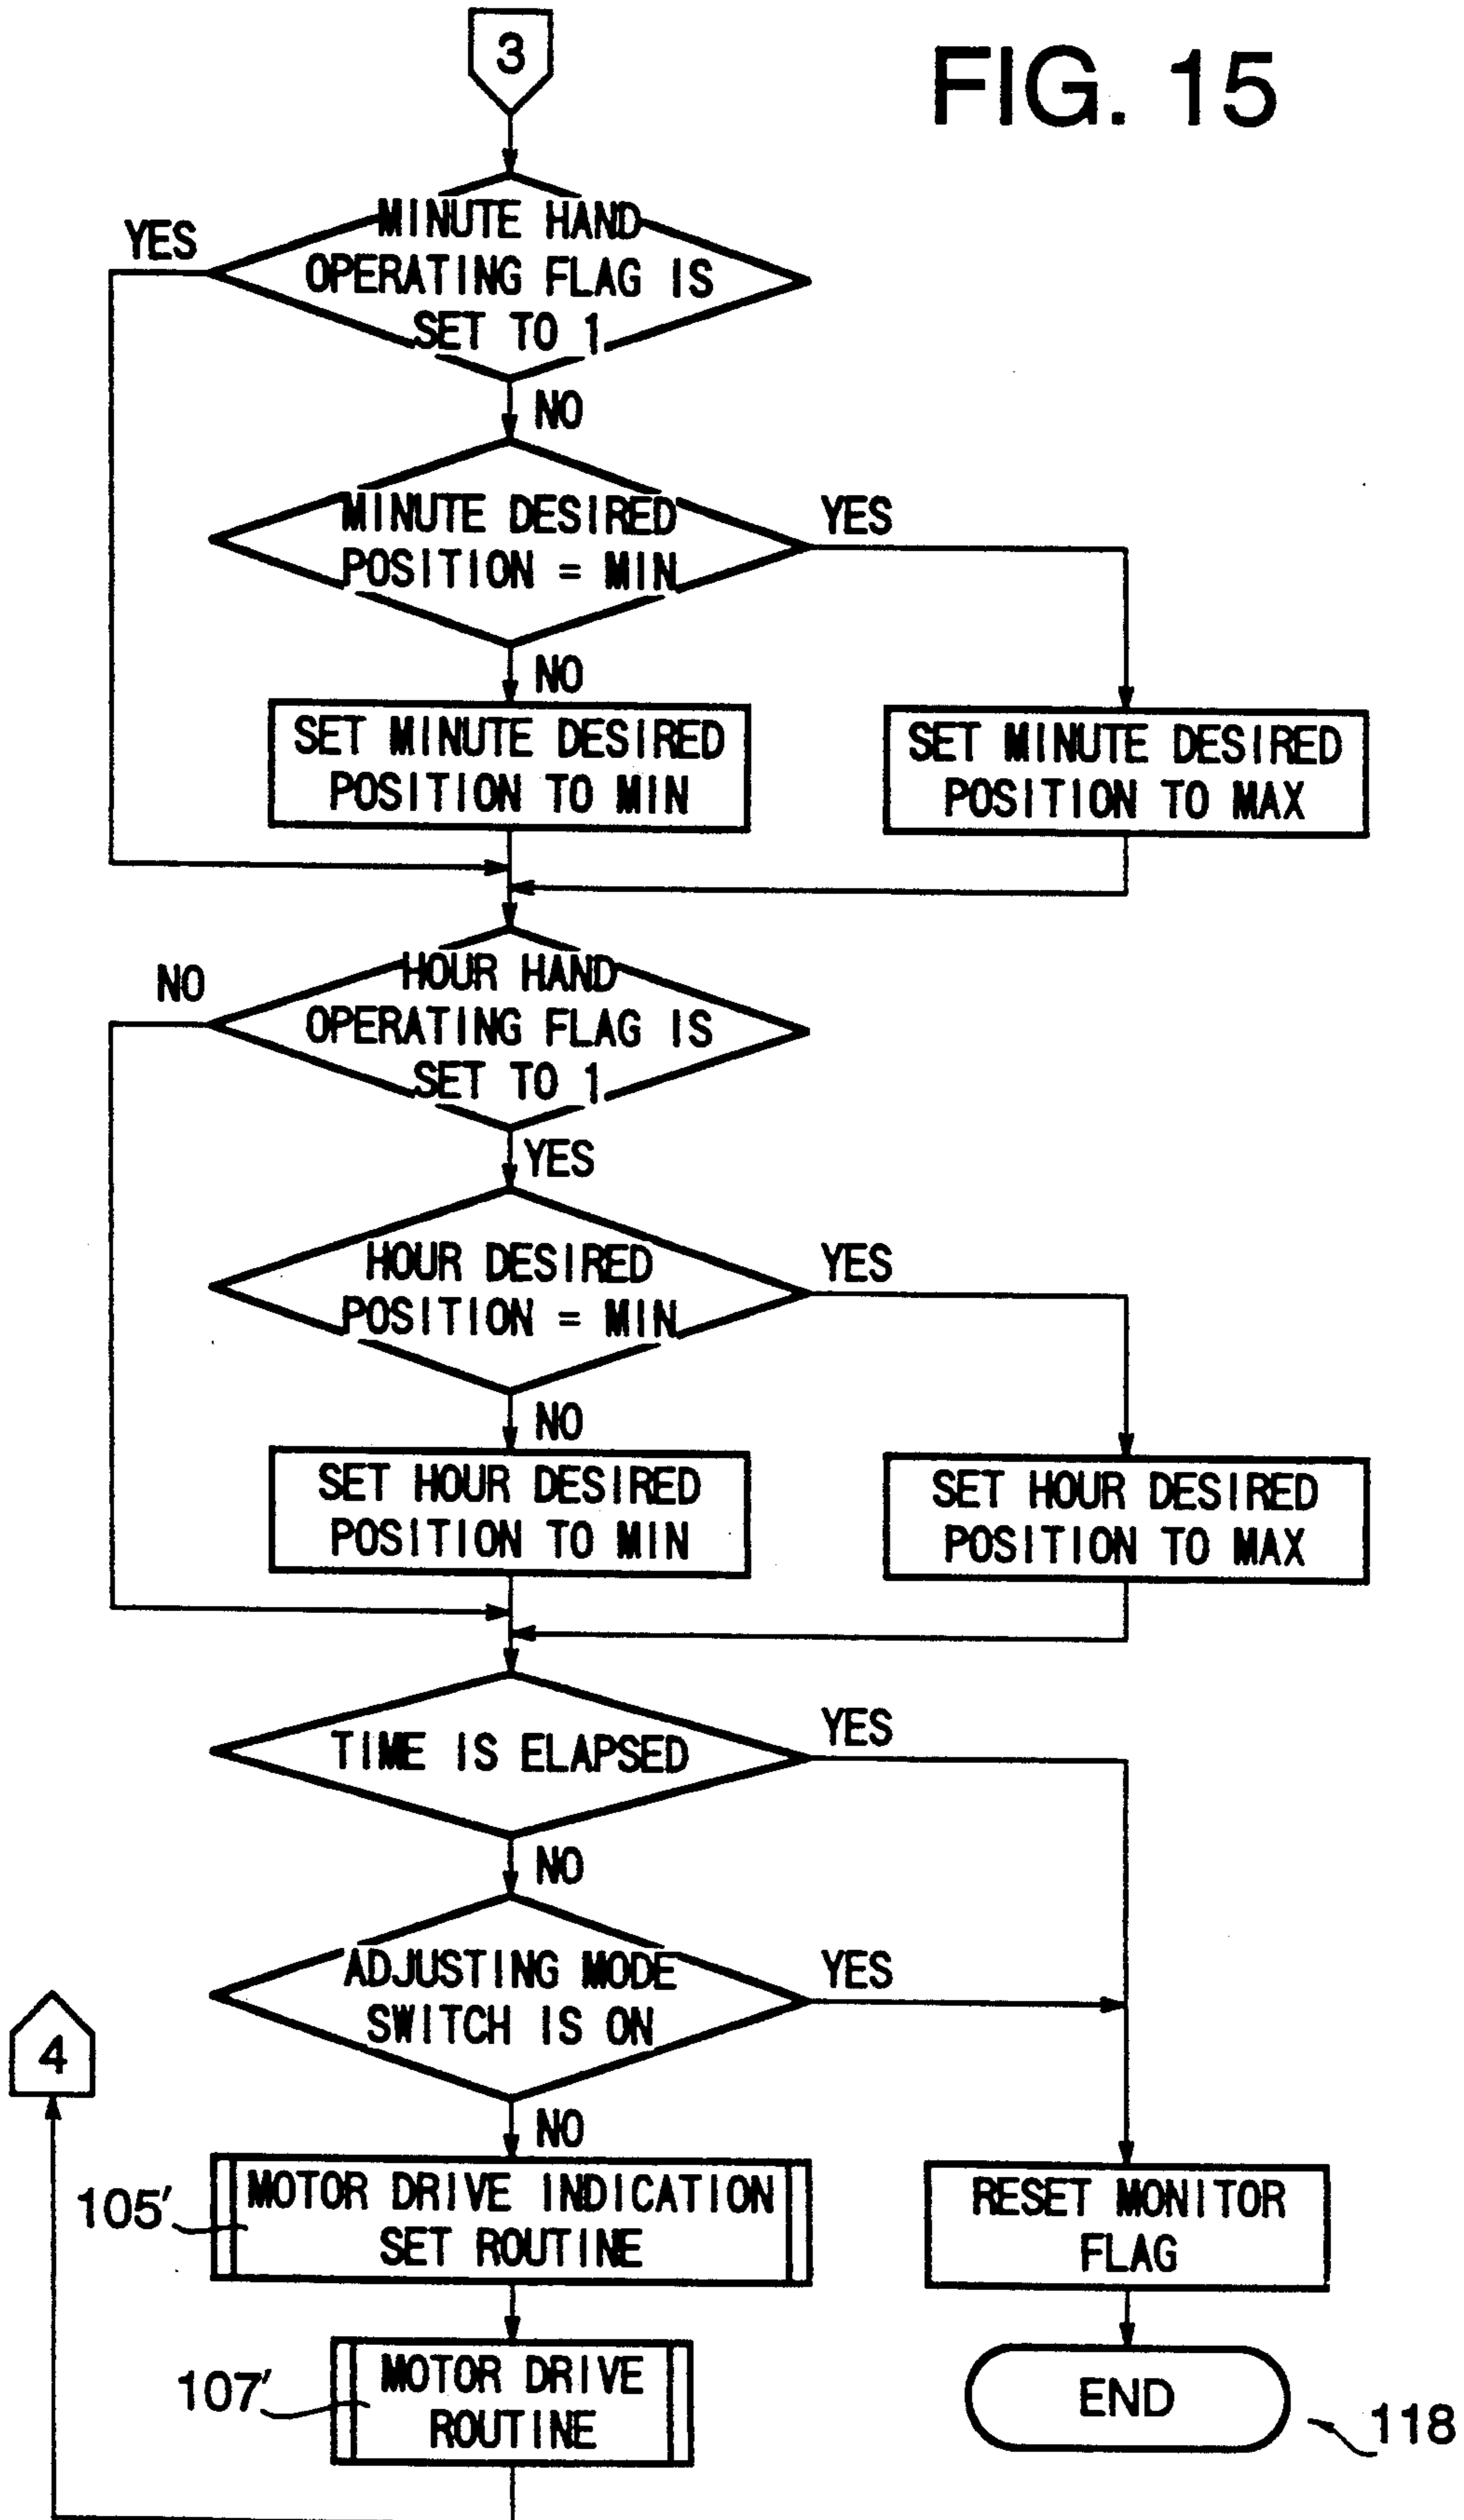 3
FIG. 15
YES
MINUTE HAND
OPERATING FLAG IS
SET TO 1
NO
MINUTE DESIRED
POSITION = MIN
YES
NO
SET MINUTE DESIRED
POSITION TO MIN
SET MINUTE DESIRED
POSITION TO MAX
NO
HOUR HAND
OPERATING FLAG IS
SET TO 1
YES
HOUR DESIRED
POSITION = MIN
YES
NO
SET HOUR DESIRED
POSITION TO MIN
SET HOUR DESIRED
POSITION TO MAX
TIME IS ELAPSED
YES
NO
ADJUSTING MODE
SWITCH IS ON
YES
4
NO
105'
MOTOR DRIVE INDICATION
SET ROUTINE
RESET MONITOR
FLAG
107'
MOTOR DRIVE
ROUTINE
END
118